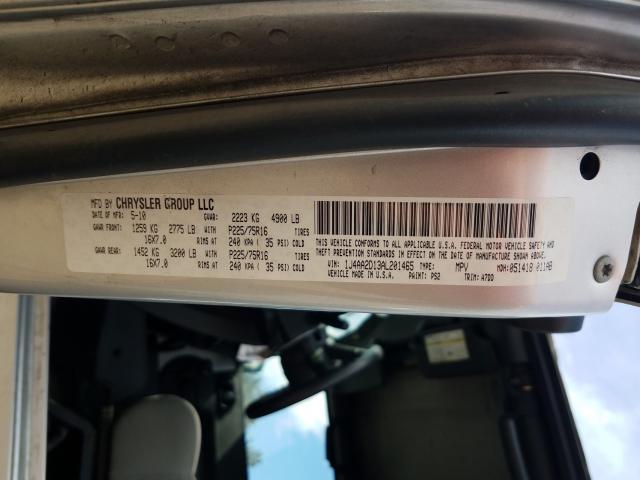 MFD BY CHRYSLER GROUP LLC
DATE OF MFR: 5-10 GVWR: 2223 KG 4900 LB
GAWR FRONT: 1259 KG 2775 LB WITH P225/75R16 TIRES
16X7.0 RIMS AT 240 KPA ( 35 PSI) COLD
GAWR REAR: 1452 KG 3200 LB WITH P225/75R16 TIRES
16X7.0 RIMS AT 240 KPA ( 35 PSI) COLD
THIS VEHICLE CONFORMS TO ALL APPLICABLE U.S.A. FEDERAL MOTOR VEHICLE SAFETY AND
THEFT PREVENTION STANDARDS IN EFFECT ON THE DATE OF MANUFACTURE SHOWN ABOVE.
VIN: 1J4AA2D13AL201465 TYPE: MPV MDH: 051418 011AB
VEHICLE MADE IN U.S.A. PAINT: PS2 TRIM: A7DD